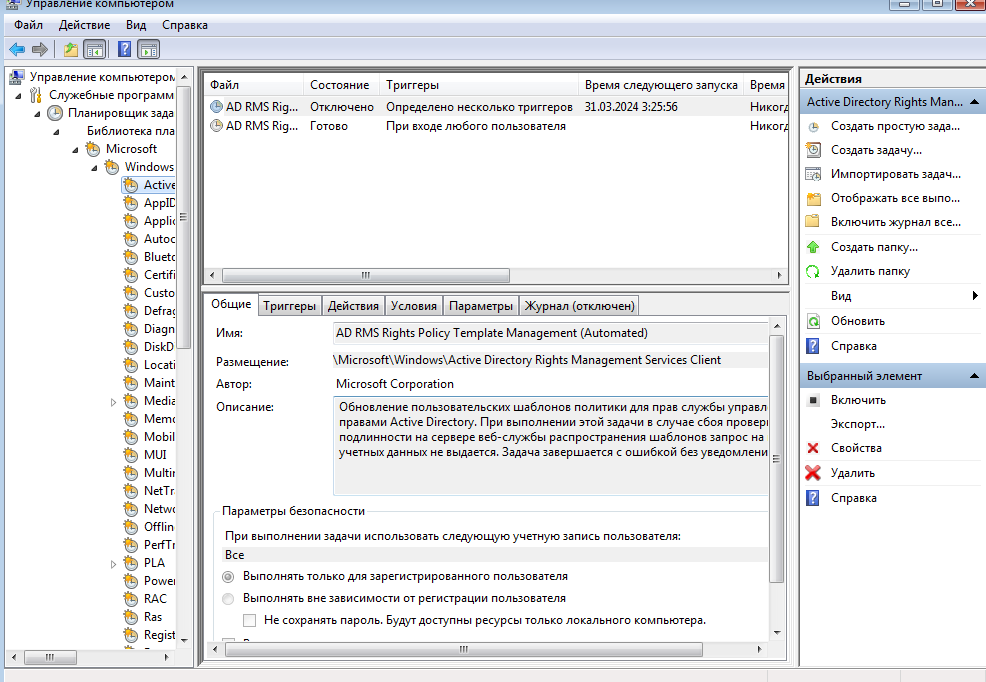 Управление компьютером
Файл Действие Вид Справка
Управление компьютером
Служебные программ
Планировщик зада
Библиотека пла
Microsoft
Windows
Active
AppID
Applic
Autoc
Blueto
Certifi
Custo
Defrag
Diagn
DiskD
Locati
Maint
Media
Memo
Mobil
MUI
Multin
NetTr
Netwo
Offlin
PerfTr
PLA
Power
RAC
Ras
Regist
Файл Состояние Триггеры Время следующего запуска Время
AD RMS Rig... Отключено Определено несколько триггеров 31.03.2024 3:25:56 Никогд
AD RMS Rig... Готово При входе любого пользователя Никогд
Общие Триггеры Действия Условия Параметры Журнал (отключен)
Имя: AD RMS Rights Policy Template Management (Automated)
Размещение: \Microsoft\Windows\Active Directory Rights Management Services Client
Автор: Microsoft Corporation
Описание: Обновление пользовательских шаблонов политики для прав службы управл
правами Active Directory. При выполнении этой задачи в случае сбоя провер
подлинности на сервере веб-службы распространения шаблонов запрос на
учетных данных не выдается. Задача завершается с ошибкой без уведомлени
Параметры безопасности
При выполнении задачи использовать следующую учетную запись пользователя:
Все
Выполнять только для зарегистрированного пользователя
Выполнять вне зависимости от регистрации пользователя
Не сохранять пароль. Будут доступны ресурсы только локального компьютера.
Действия
Active Directory Rights Man...
Создать простую зада...
Создать задачу...
Импортировать задач...
Отображать все выпо...
Включить журнал все...
Создать папку...
Удалить папку
Вид
Обновить
Справка
Выбранный элемент
Включить
Экспорт...
Свойства
Удалить
Справка